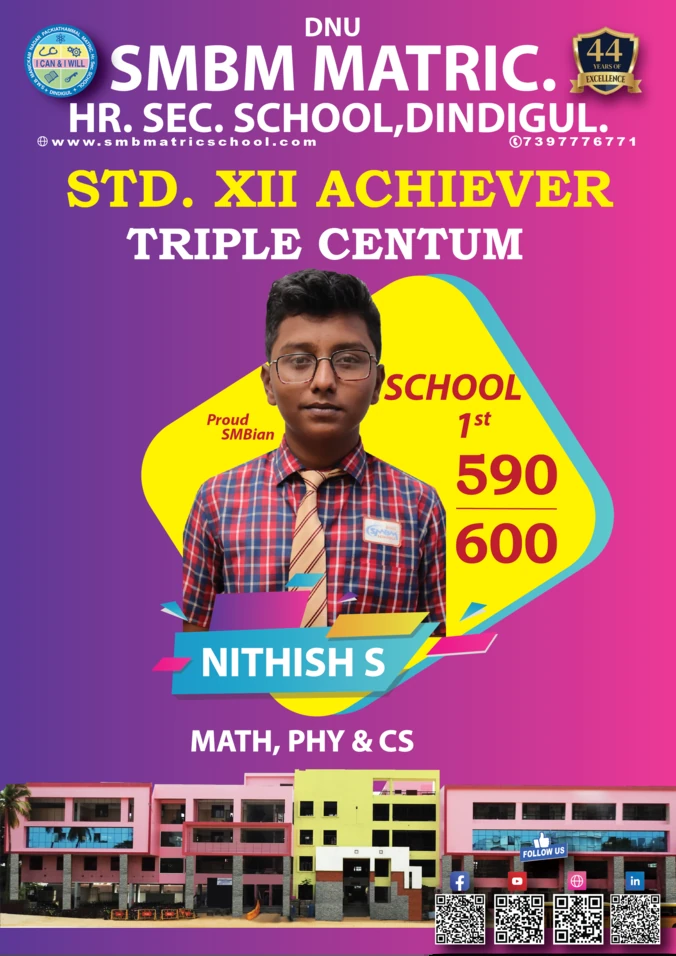 DNU
SMBM MATRIC.
HR. SEC. SCHOOL,DINDIGUL.
www.smbmatricschool.com
7397776771
I CAN & I WILL
44
YEARS OF
EXCELLENCE
STD. XII ACHIEVER
TRIPLE CENTUM
Proud
SMBian
SCHOOL
1st
590
600
NITHISH S
MATH, PHY & CS
FOLLOW US